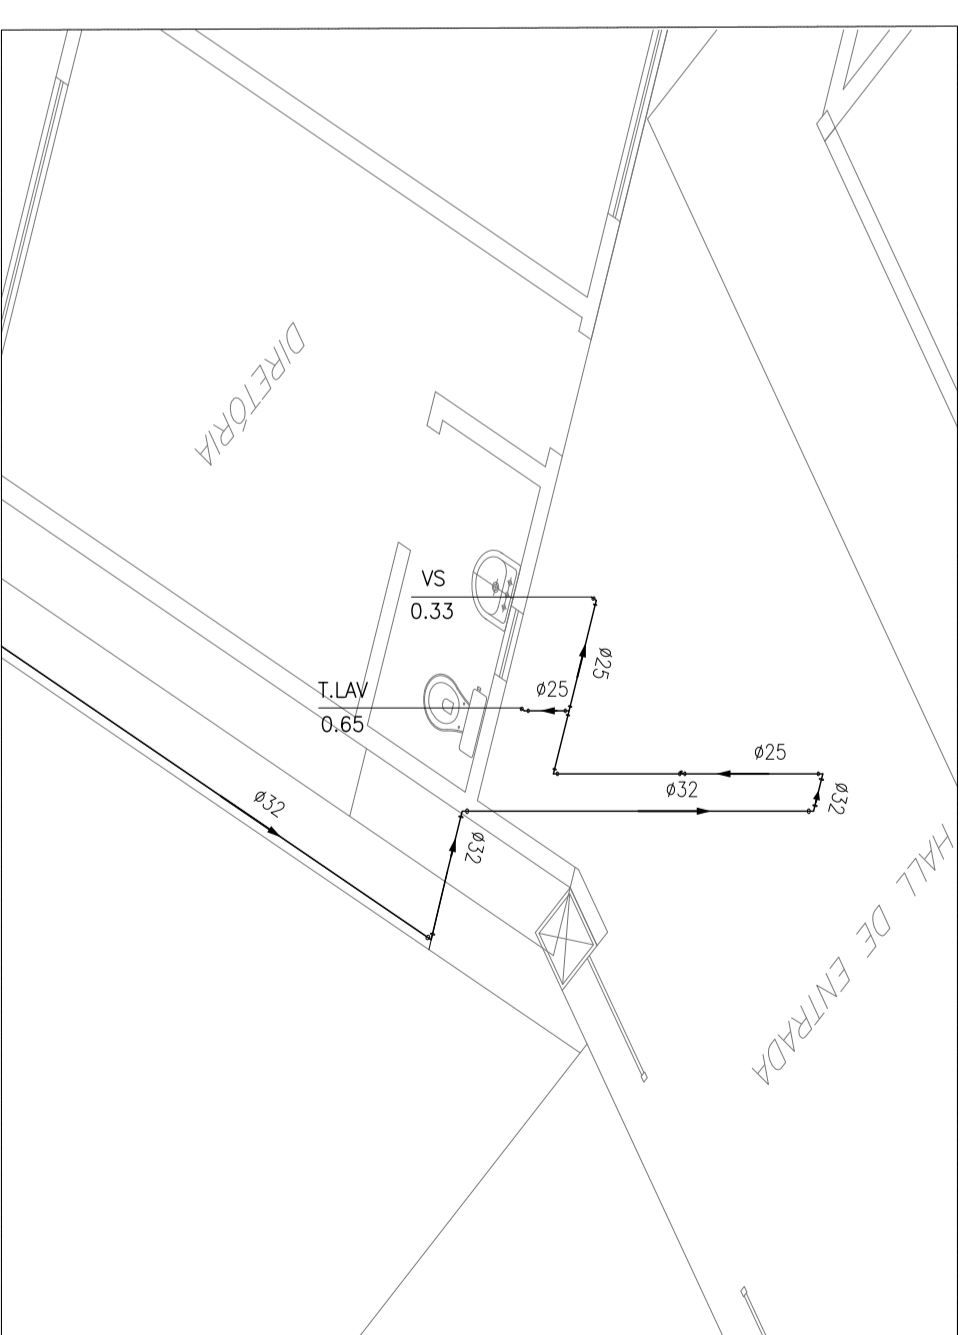 DIRETÓRIA
VS
0.33
ø25
T.LAV
0.65
ø25
ø25
ø32
ø32
ø32
ø32
HALL DE ENTRADA